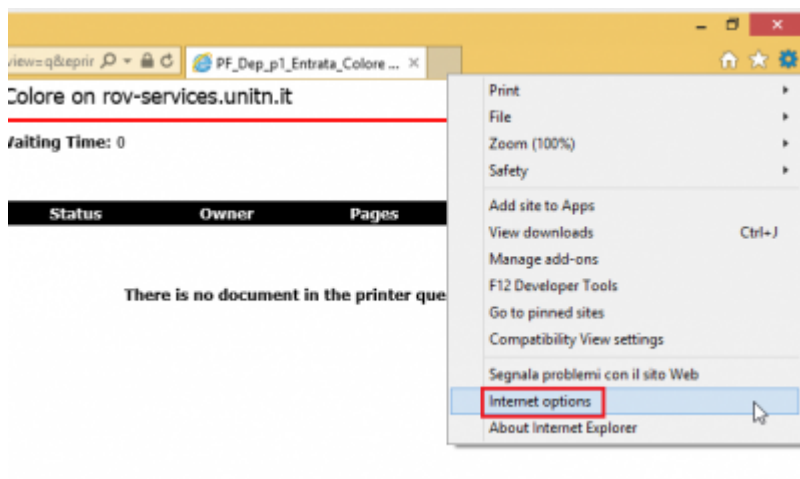 view=q&eprir
PF_Dep_p1_Entrata_Colore ...
Colore on rov-services.unitn.it
Waiting Time: 0
Status Owner Pages
There is no document in the printer que
Print
File
Zoom (100%)
Safety
Add site to Apps
View downloads Ctrl+J
Manage add-ons
F12 Developer Tools
Go to pinned sites
Compatibility View settings
Segnala problemi con il sito Web
Internet options
About Internet Explorer